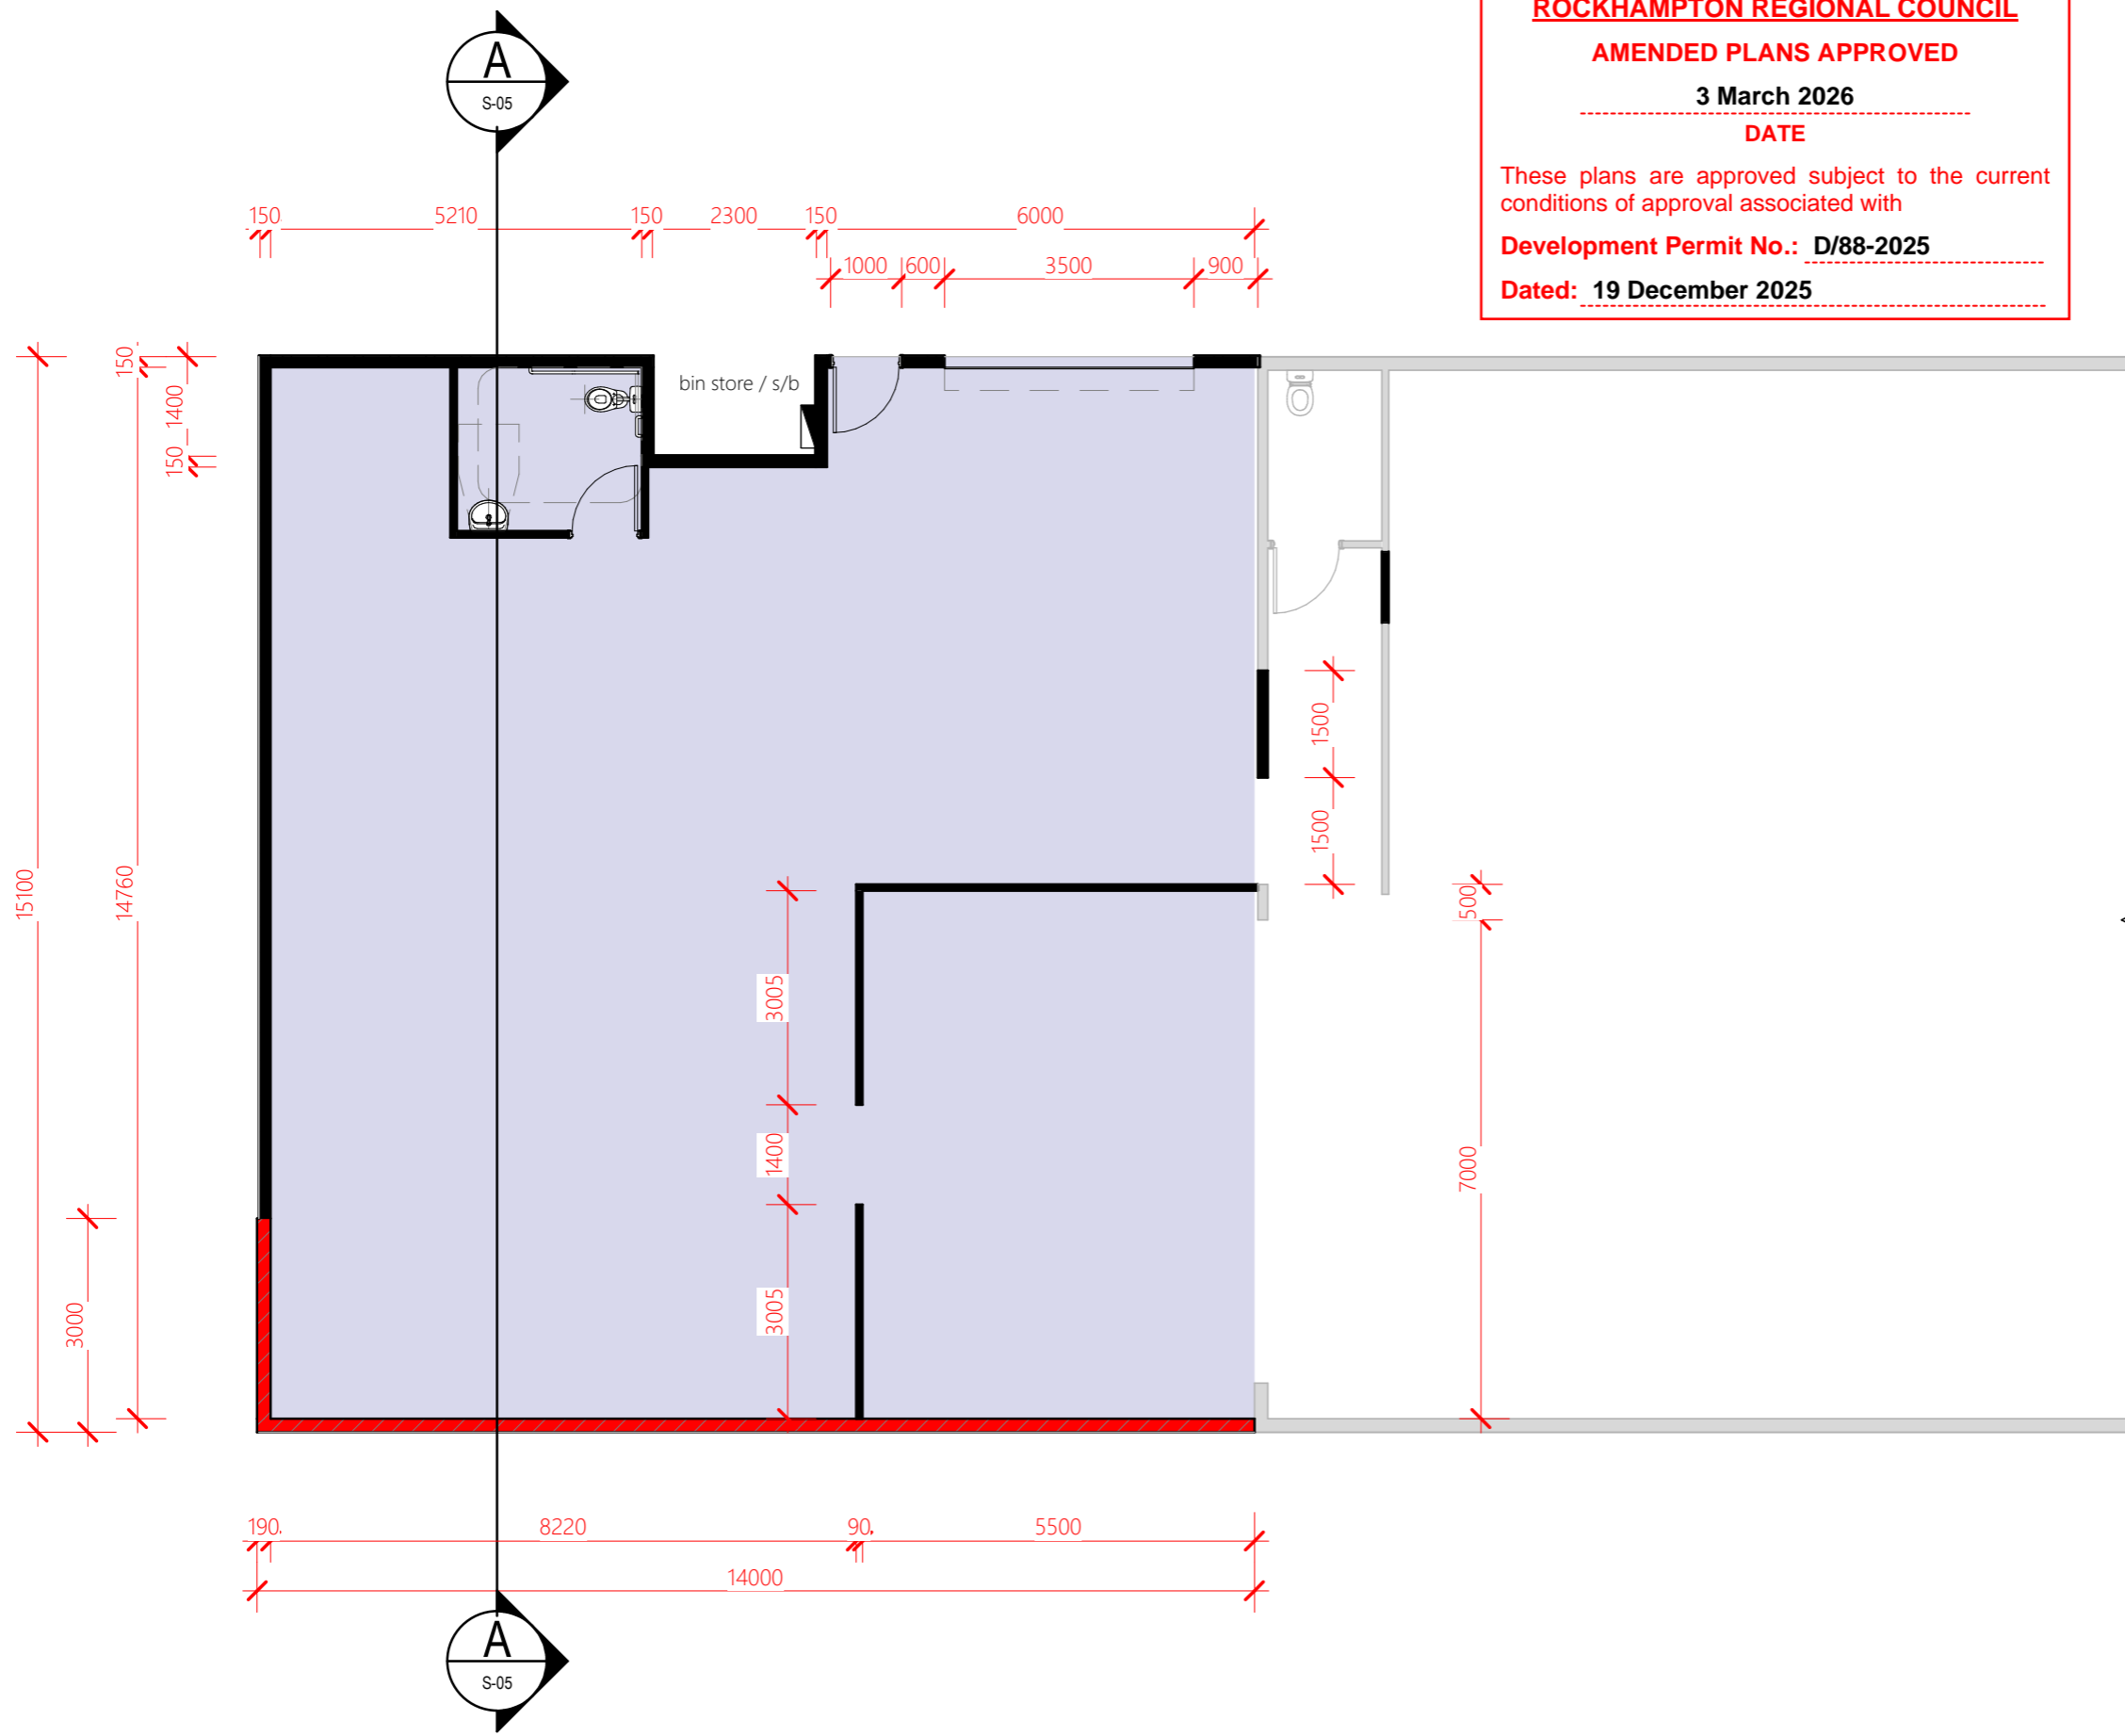 ROCKHAMPTON REGIONAL COUNCIL
AMENDED PLANS APPROVED
3 March 2026
DATE
These plans are approved subject to the current
conditions of approval associated with
Development Permit No.: D/88-2025
Dated: 19 December 2025
A
S-05
150 5210 150 2300 150 6000
1000 600 3500 900
bin store / s/b
150
1400
150
15100
14760
3000
1500
1500
500
7000
3005
1400
3005
190 8220 90 5500
14000
A
S-05